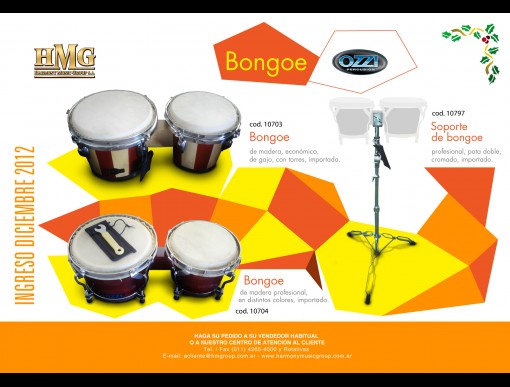 HMG
HARMONY MUSIC GROUP S.A.
Bongoe
OZZI
PERCUSSION
INGRESO DICIEMBRE 2012
cod. 10703
Bongoe
de madera, económico,
de gajo, con torres, importado.
cod. 10797
Soporte
de bongoe
profesional, pata doble,
cromado, importado.
Bongoe
de madera profesional,
en distintos colores, importado.
cod. 10704
HAGA SU PEDIDO A SU VENDEDOR HABITUAL
O A NUESTRO CENTRO DE ATENCIÓN AL CLIENTE
Tel. / Fax (011) 4365-4000 y Rotativas
E-mail: acliente@hmgroup.com.ar - www.harmonymusicgroup.com.ar